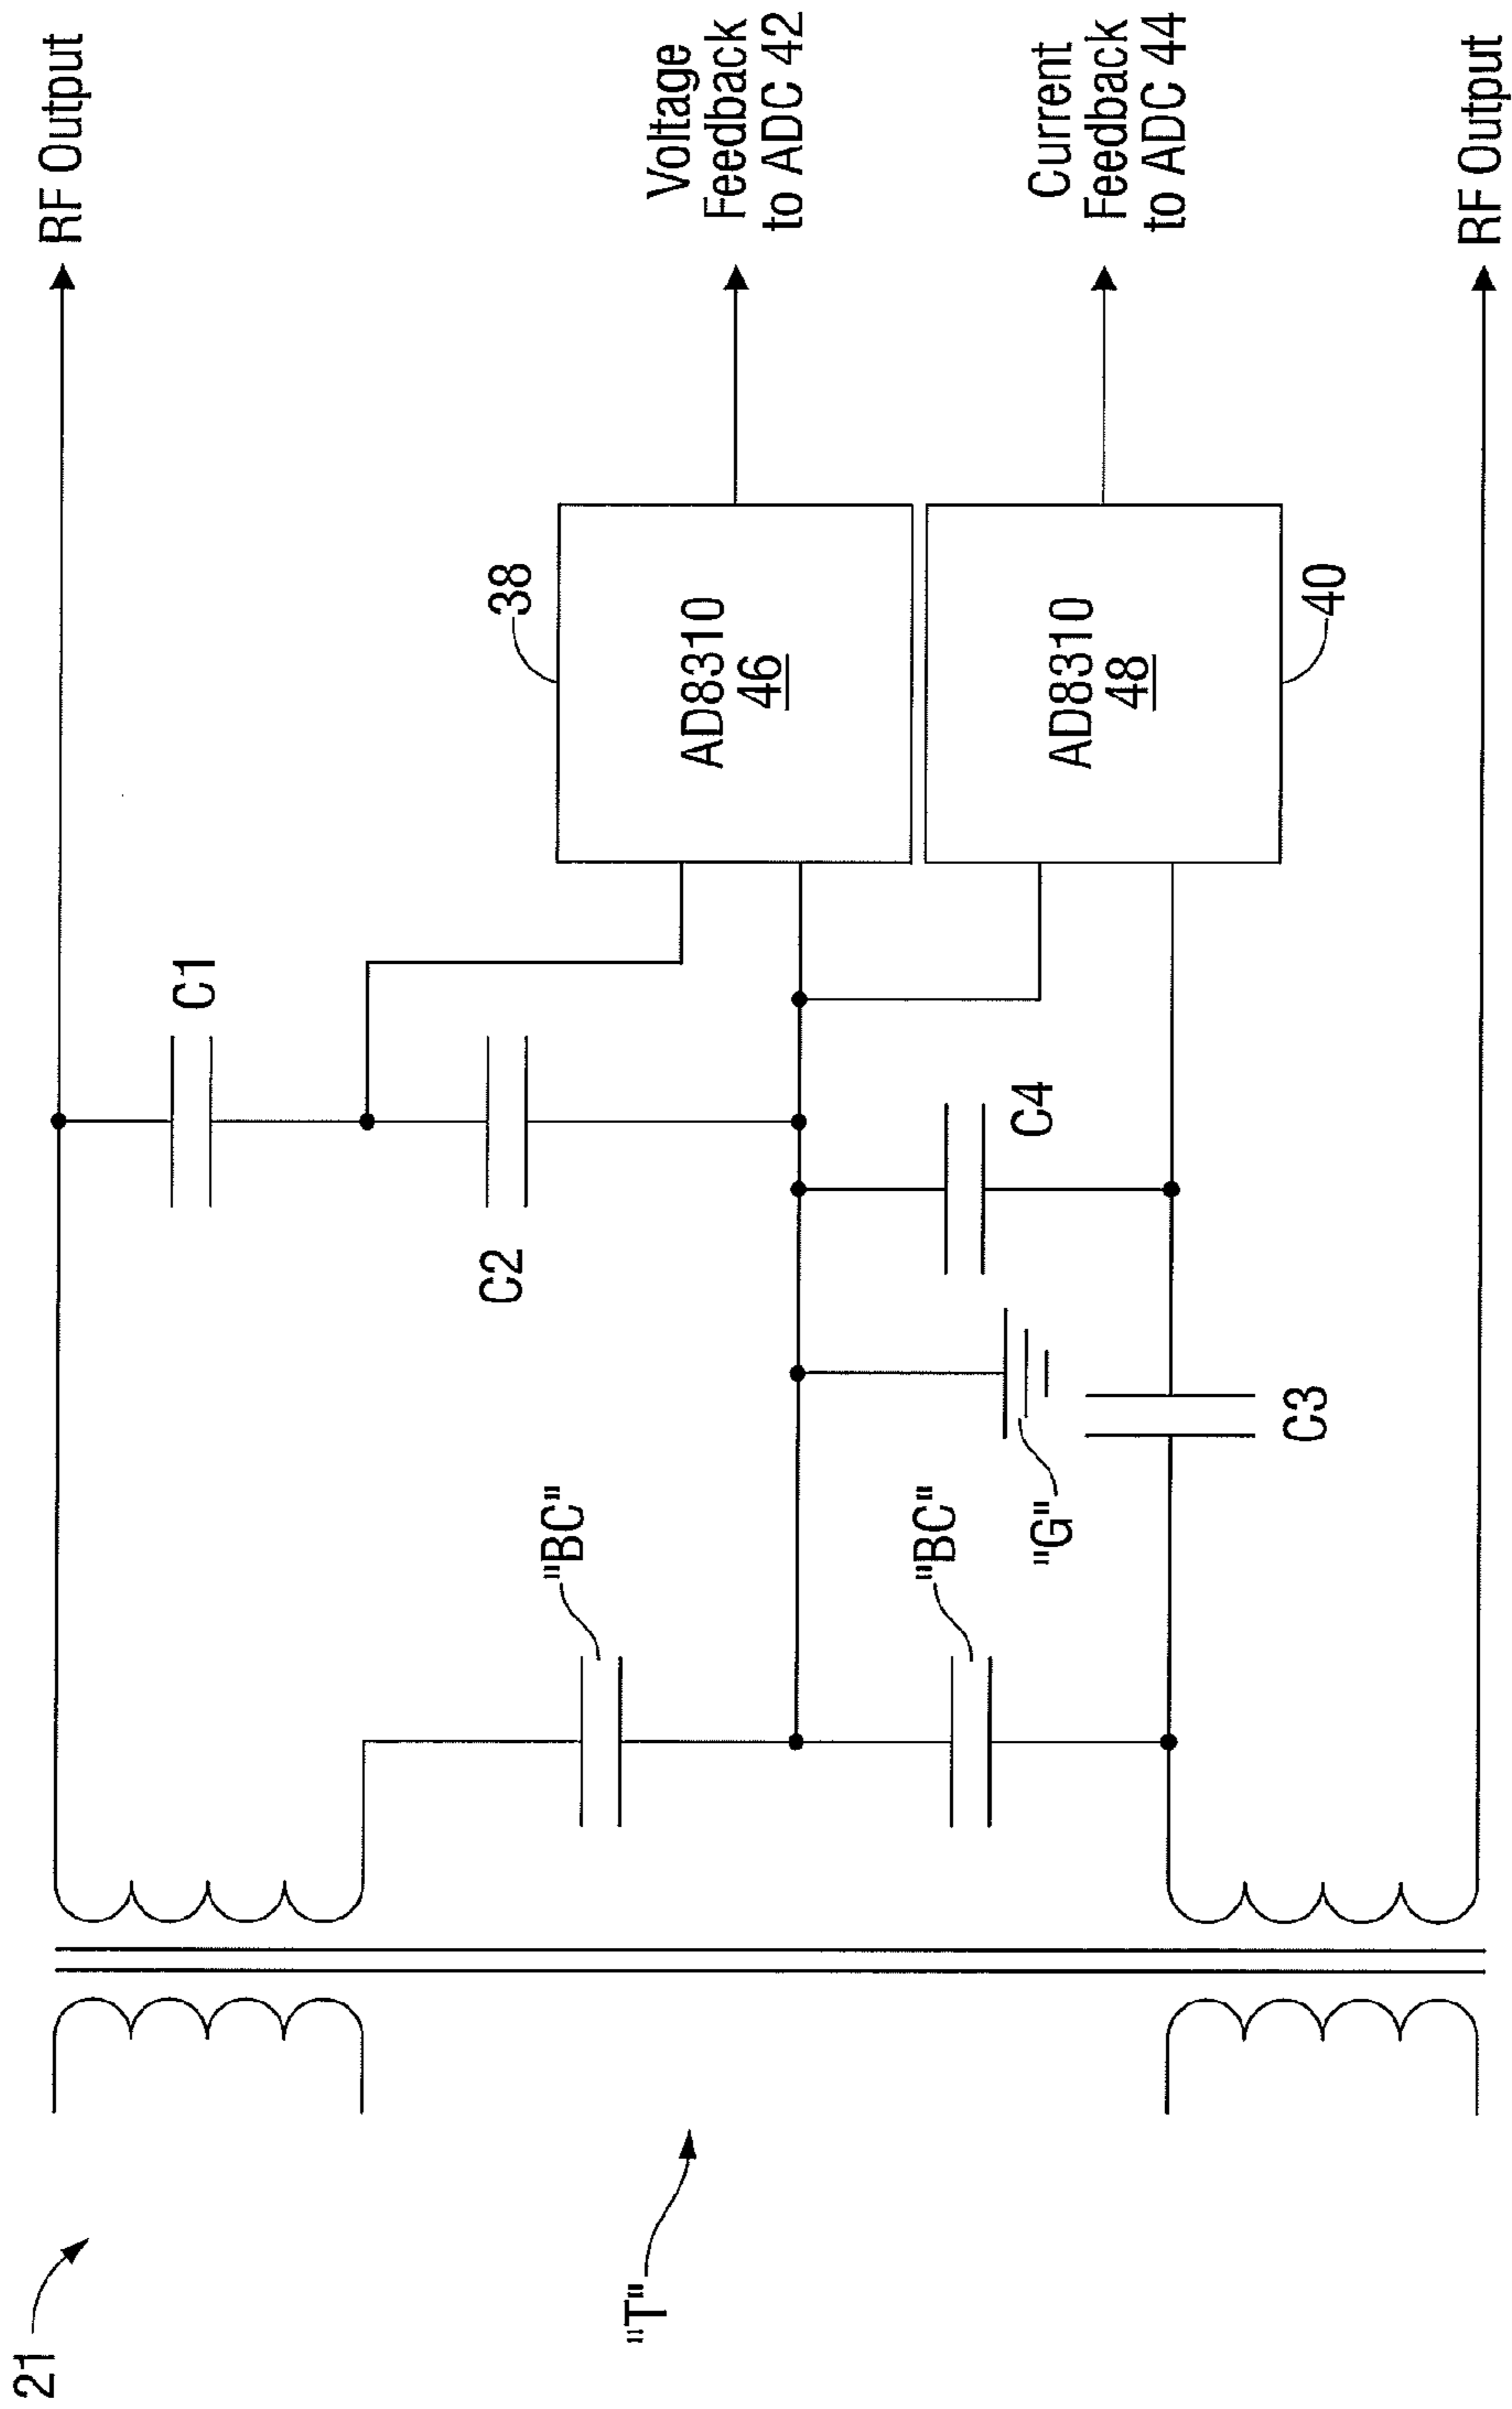 RF Output
Voltage
Feedback
to ADC 42
Current
Feedback
to ADC 44
RF Output
38
AD8310
46
AD8310
48
40
C1
C2
C4
C3
"G"
"BC"
"BC"
"T"
21